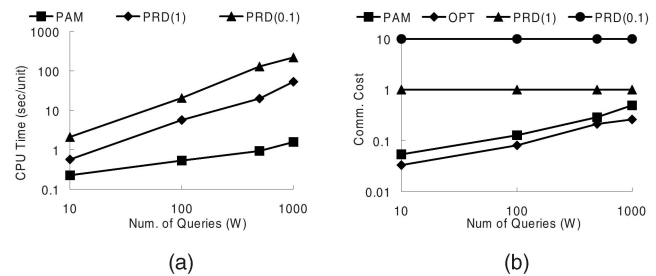 PAM PRD(1) PRD(0.1)
1000
100
10
1
0.1
CPU Time (sec/unit)
10 100 1000
Num. of Queries (W)
(a)
PAM OPT PRD(1) PRD(0.1)
10
1
0.1
0.01
Comm. Cost
10 100 1000
Num of Queries (W)
(b)